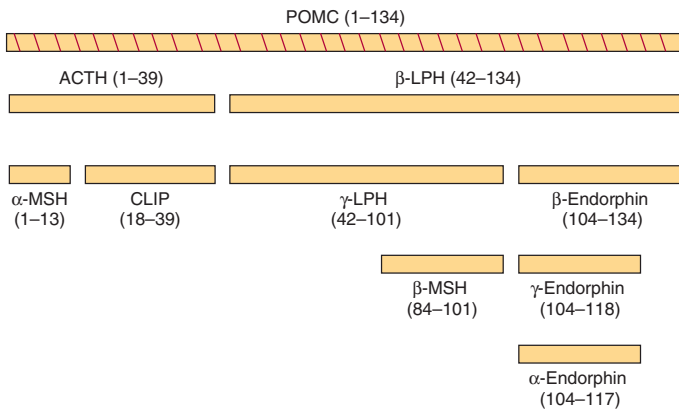 POMC (1–134)
ACTH (1–39)
β-LPH (42–134)
α-MSH
(1–13)
CLIP
(18–39)
γ-LPH
(42–101)
β-Endorphin
(104–134)
β-MSH
(84–101)
γ-Endorphin
(104–118)
α-Endorphin
(104–117)